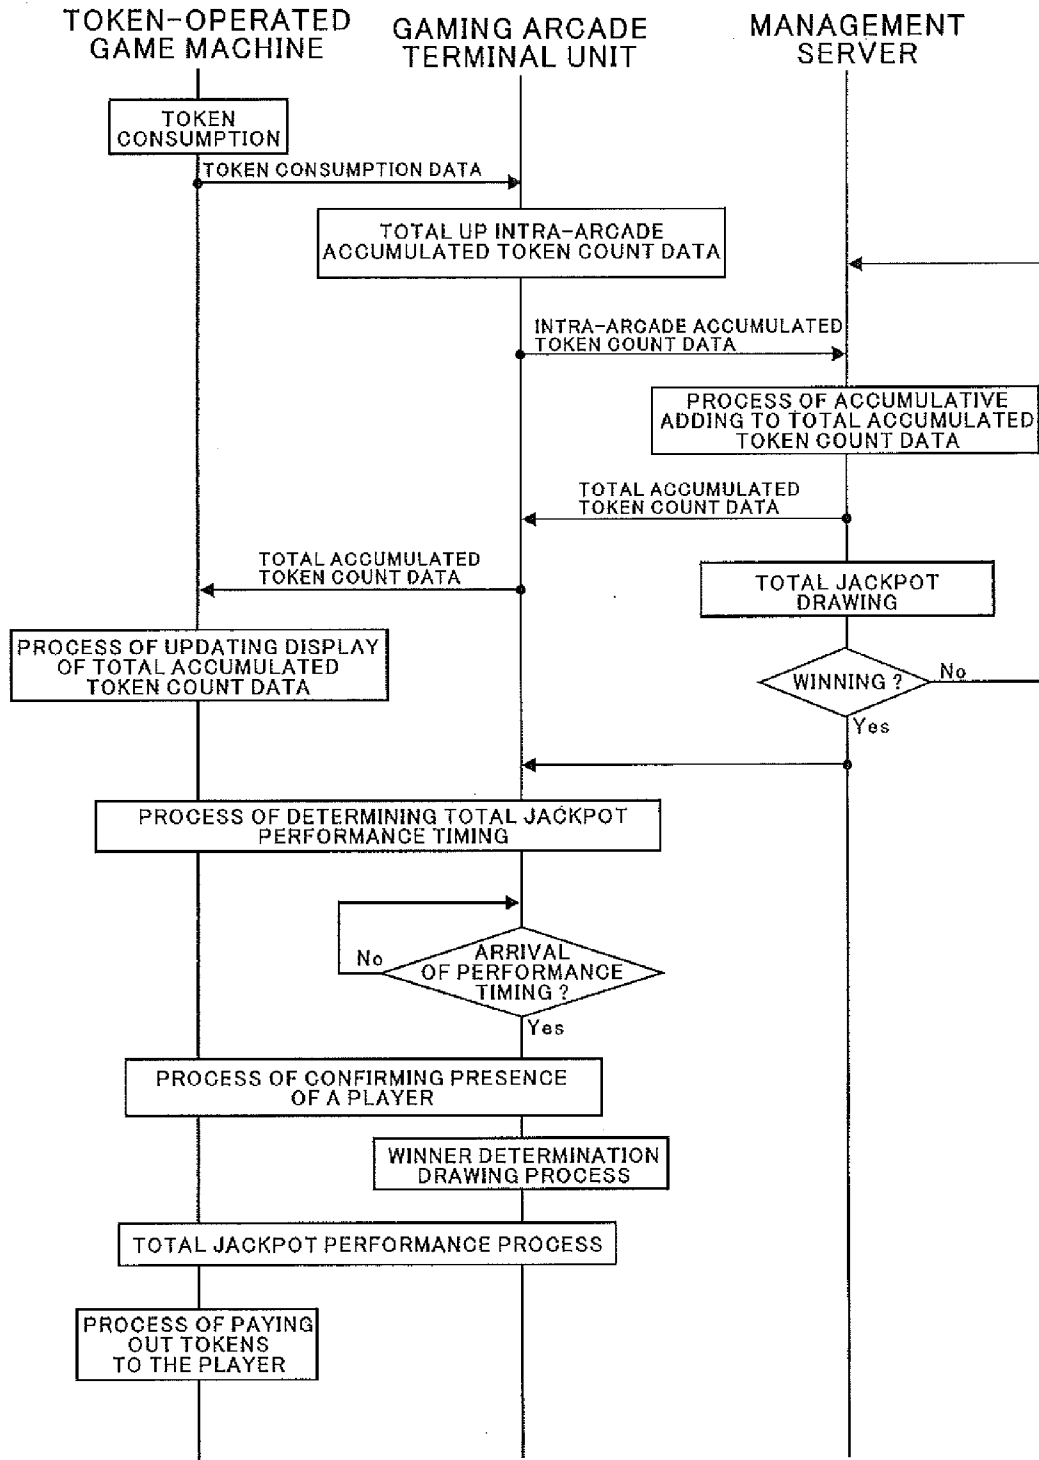 TOKEN-OPERATED
GAME MACHINE
GAMING ARCADE
TERMINAL UNIT
MANAGEMENT
SERVER
TOKEN
CONSUMPTION
TOKEN CONSUMPTION DATA
TOTAL UP INTRA-ARCADE
ACCUMULATED TOKEN COUNT DATA
INTRA-ARCADE ACCUMULATED
TOKEN COUNT DATA
PROCESS OF ACCUMULATIVE
ADDING TO TOTAL ACCUMULATED
TOKEN COUNT DATA
TOTAL ACCUMULATED
TOKEN COUNT DATA
TOTAL ACCUMULATED
TOKEN COUNT DATA
TOTAL JACKPOT
DRAWING
PROCESS OF UPDATING DISPLAY
OF TOTAL ACCUMULATED
TOKEN COUNT DATA
WINNING ?
No
Yes
PROCESS OF DETERMINING TOTAL JACKPOT
PERFORMANCE TIMING
ARRIVAL
OF PERFORMANCE
TIMING ?
No
Yes
PROCESS OF CONFIRMING PRESENCE
OF A PLAYER
WINNER DETERMINATION
DRAWING PROCESS
TOTAL JACKPOT PERFORMANCE PROCESS
PROCESS OF PAYING
OUT TOKENS
TO THE PLAYER